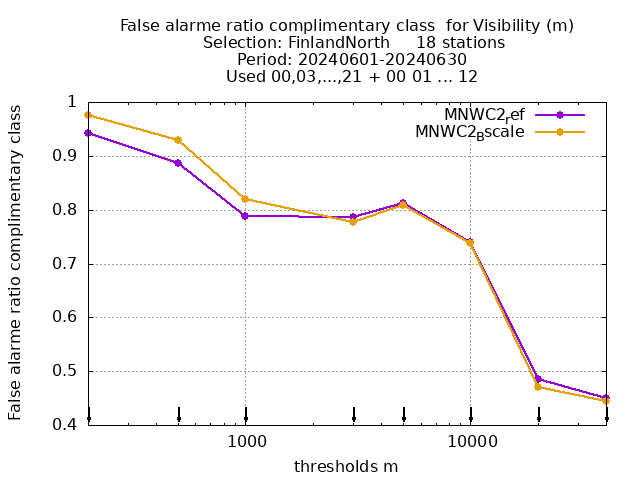 False alarme ratio complimentary class  for Visibility (m)
Selection: FinlandNorth     18 stations
Period: 20240601-20240630
Used 00,03,...,21 + 00 01 ... 12
MNWC2ref
MNWC2Bscale
False alarme ratio complimentary class
1
0.9
0.8
0.7
0.6
0.5
0.4
1000
10000
thresholds m